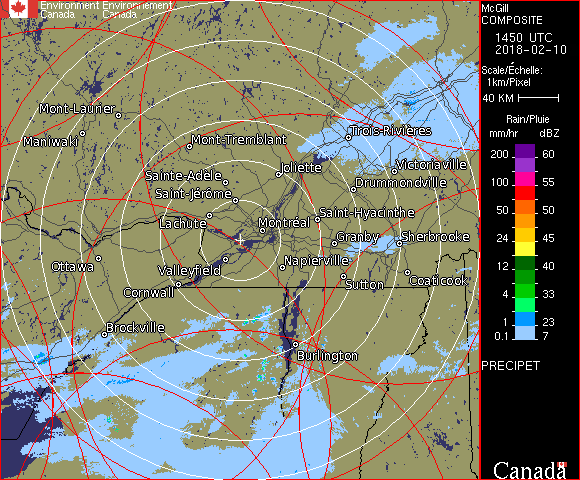 Environment Environnement
Canada Canada
Mont-Laurier
Maniwaki
Mont-Tremblant
Trois-Rivières
Joliette
Victoriaville
Sainte-Adèle
Drummondville
Saint-Jérôme
Lachute
Saint-Hyacinthe
Montréal
Granby
Sherbrooke
Ottawa
Valleyfield
Napierville
Cornwall
Sutton
Coaticook
Brockville
Burlington
McGill
COMPOSITE
1450 UTC
2018-02-10
Scale/Échelle:
1km/Pixel
40 KM
Rain/Pluie
mm/hr dBZ
200 60
55
100 55
50 50
24 45
30
12 40
4 33
1 23
0.1 7
PRECIPET
Canada